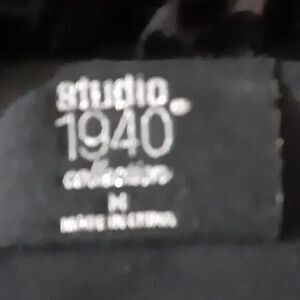 studio
1940
collection
M
MADE IN CHINA